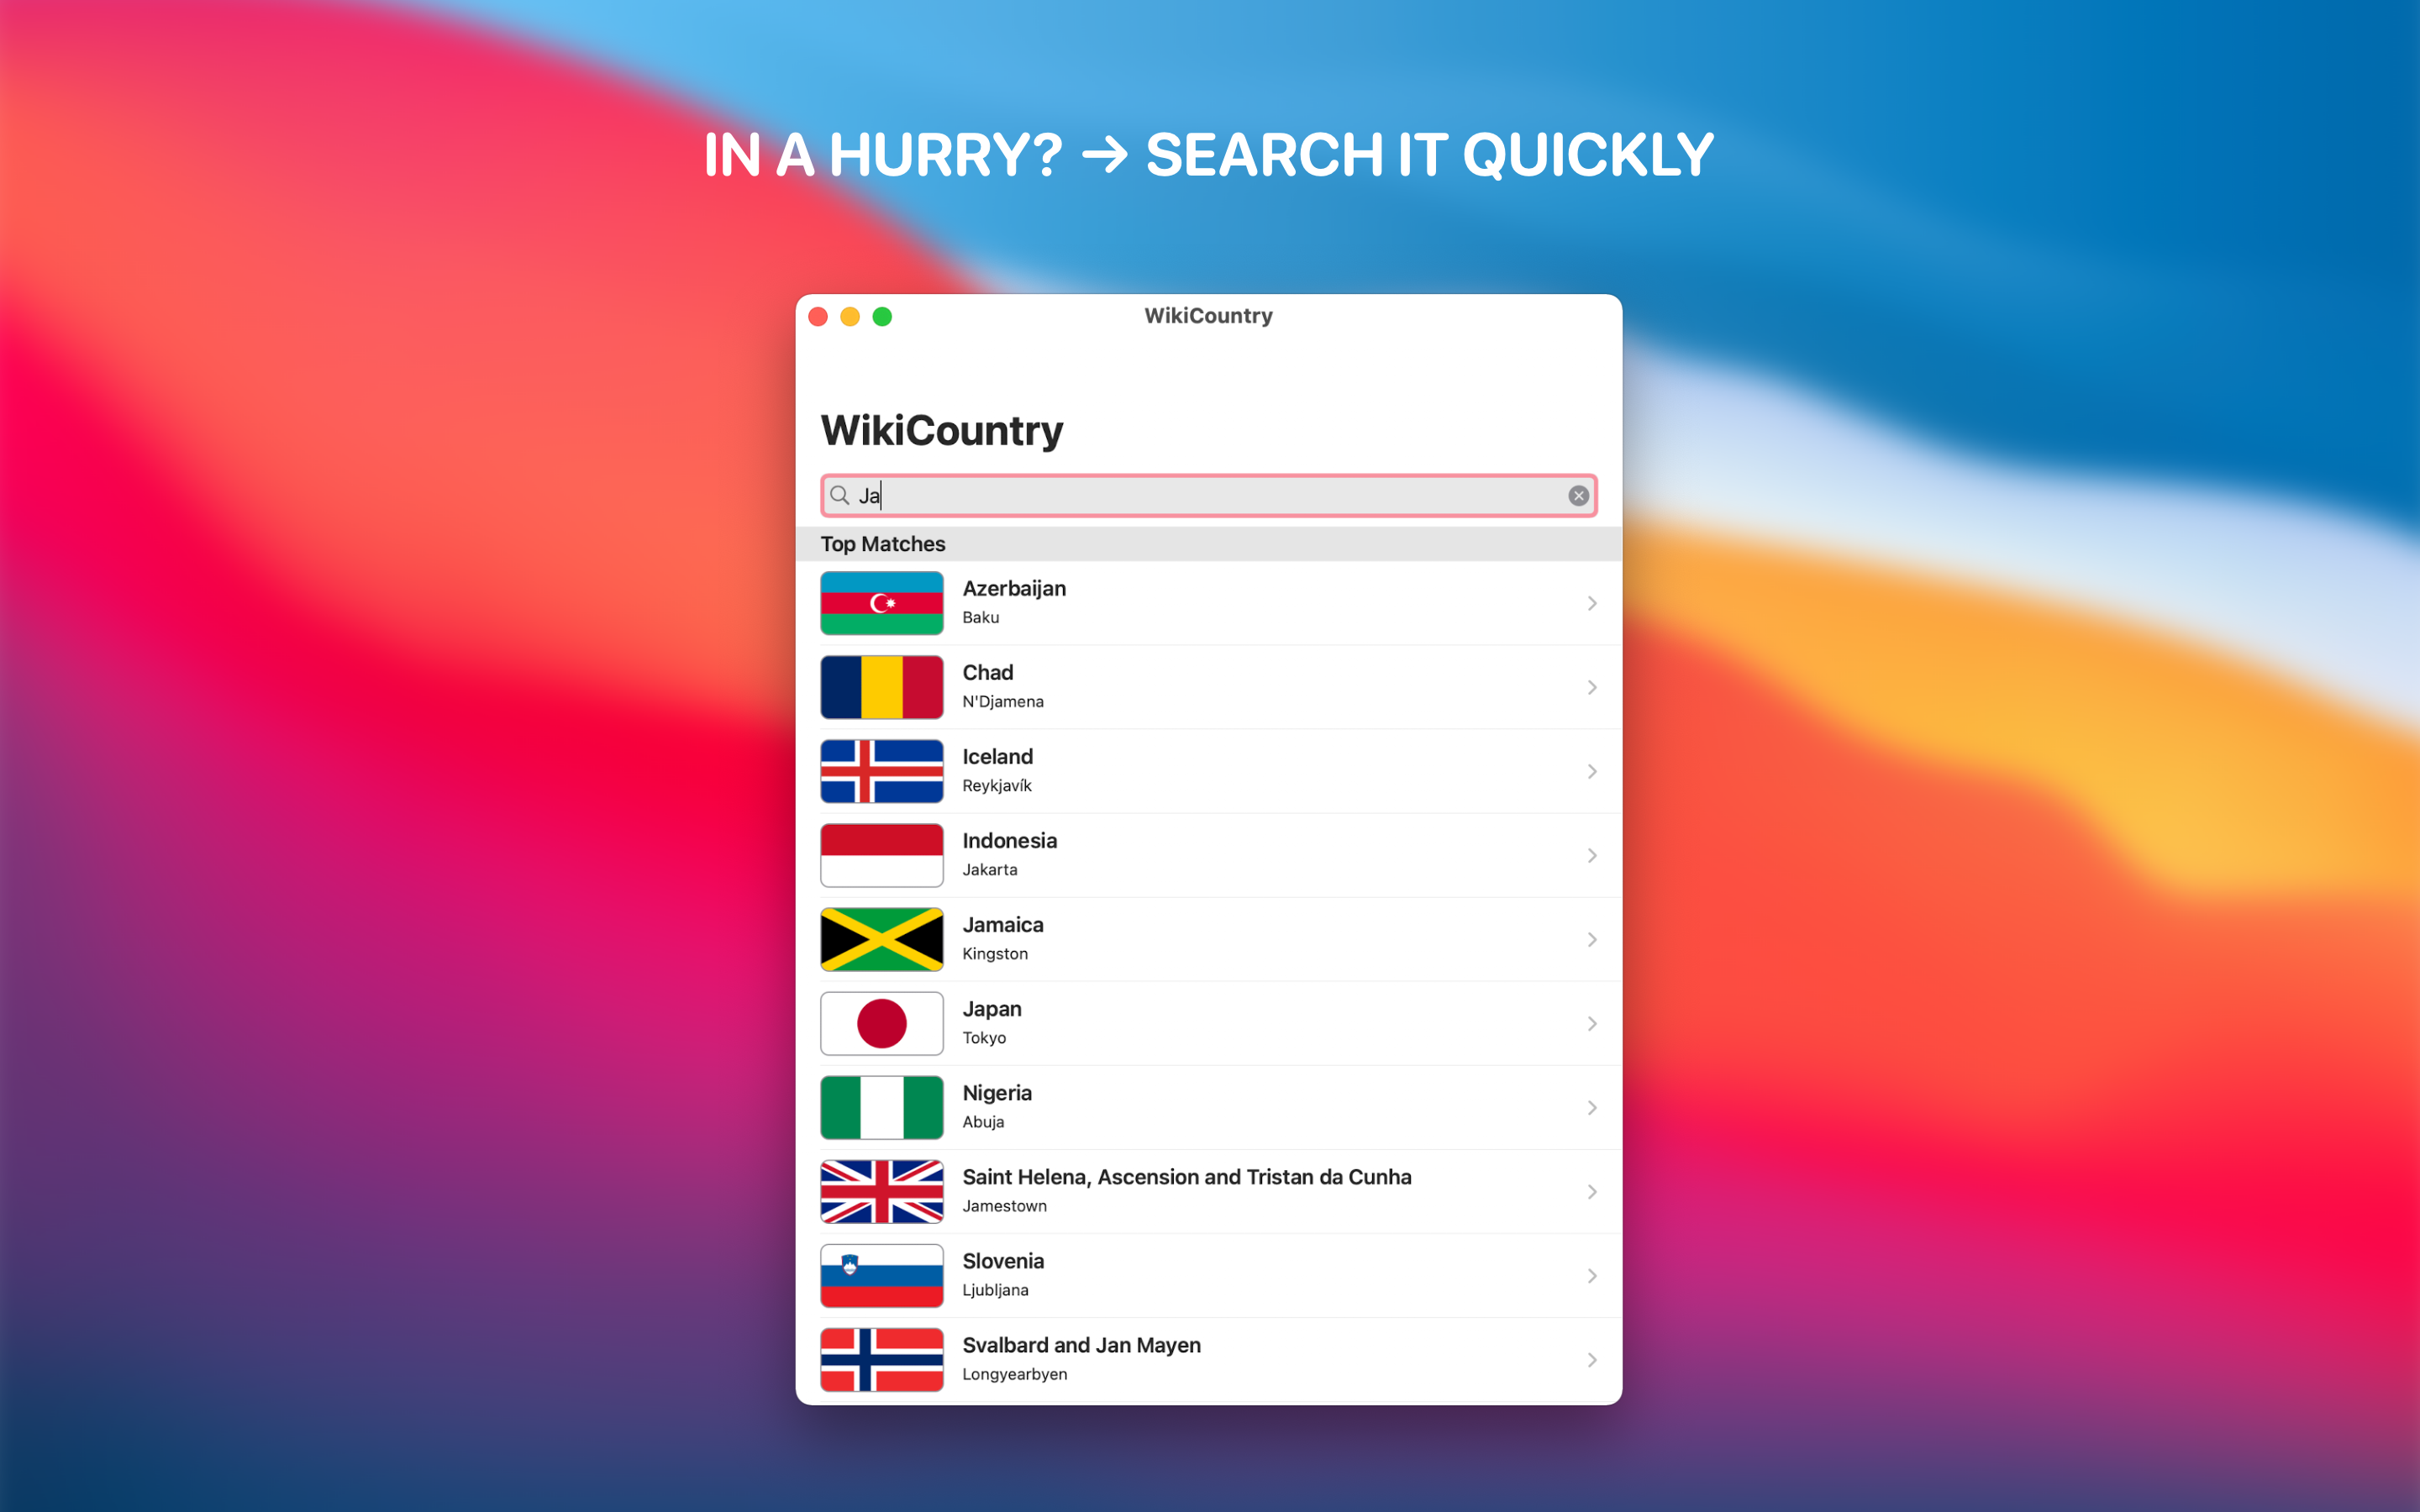 IN A HURRY? → SEARCH IT QUICKLY
WikiCountry
WikiCountry
Ja
Top Matches
Azerbaijan
Baku
Chad
N'Djamena
Iceland
Reykjavík
Indonesia
Jakarta
Jamaica
Kingston
Japan
Tokyo
Nigeria
Abuja
Saint Helena, Ascension and Tristan da Cunha
Jamestown
Slovenia
Ljubljana
Svalbard and Jan Mayen
Longyearbyen